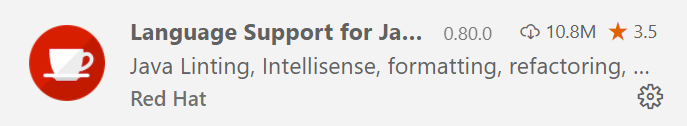 Language Support for Ja... 0.80.0 10.8M 3.5
Java Linting, Intellisense, formatting, refactoring, ...
Red Hat